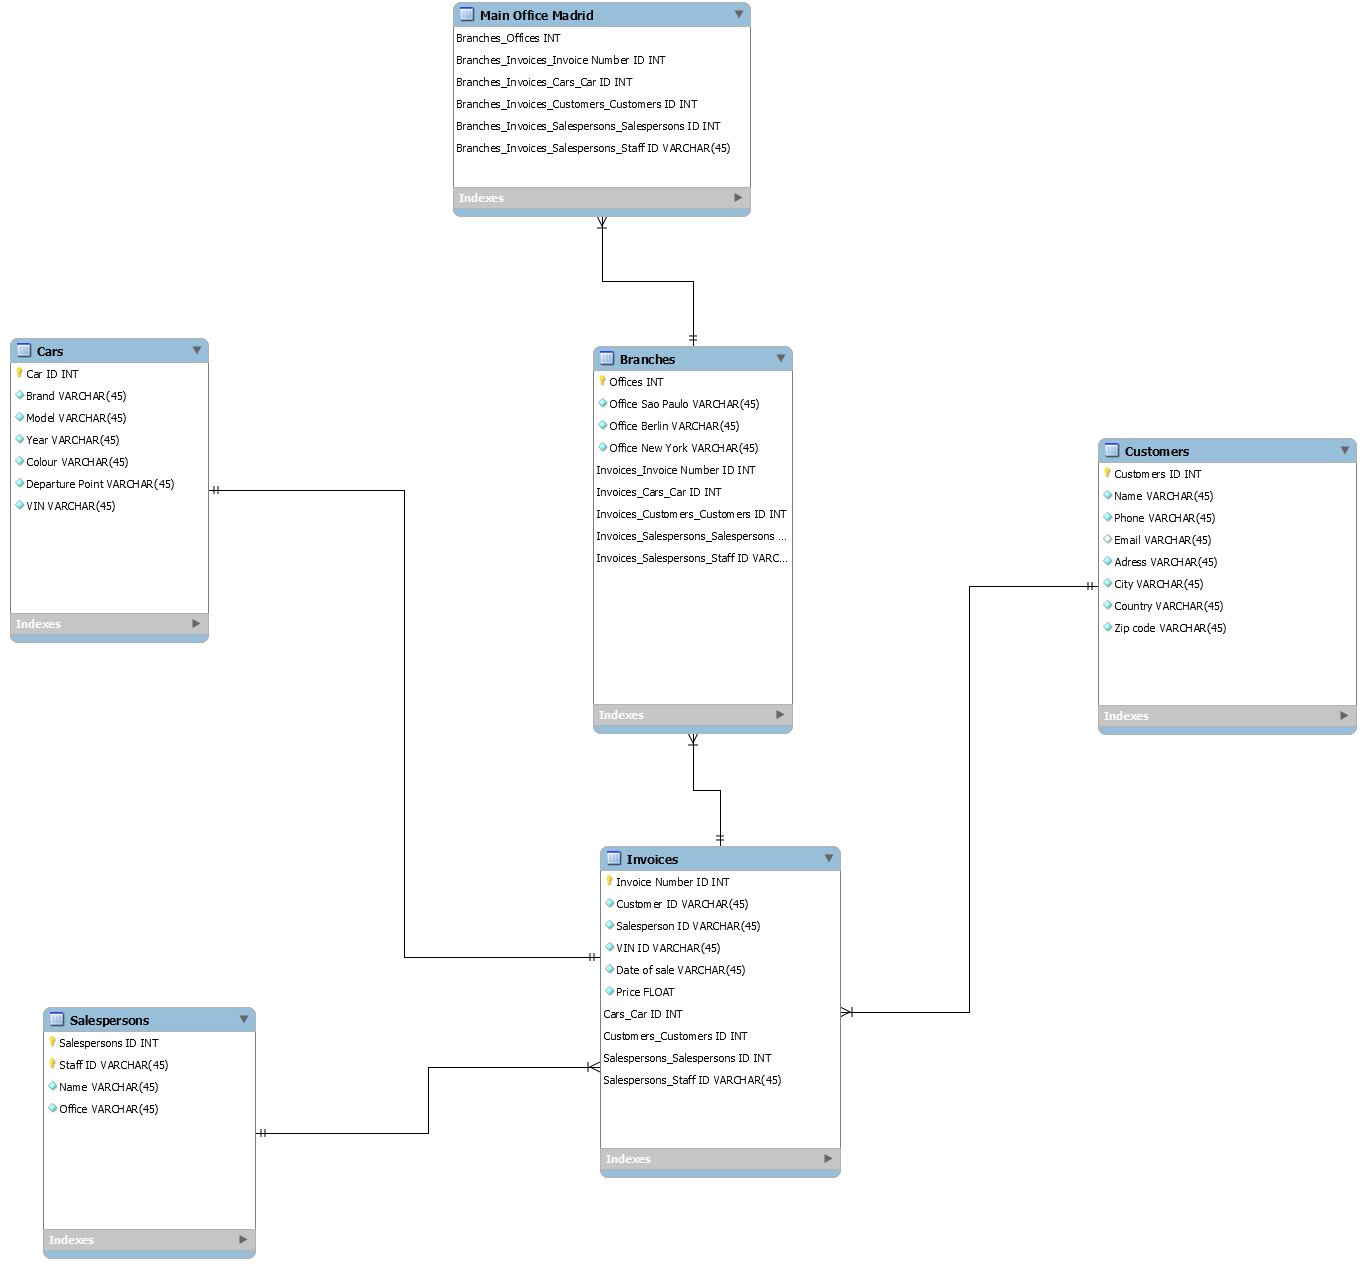 Main Office Madrid
Branches_Offices INT
Branches_Invoices_Invoice Number ID INT
Branches_Invoices_Cars_Car ID INT
Branches_Invoices_Customers_Customers ID INT
Branches_Invoices_Salespersons_Salespersons ID INT
Branches_Invoices_Salespersons_Staff ID VARCHAR(45)
Indexes
Cars
Car ID INT
Brand VARCHAR(45)
Model VARCHAR(45)
Year VARCHAR(45)
Colour VARCHAR(45)
Departure Point VARCHAR(45)
VIN VARCHAR(45)
Indexes
Branches
Offices INT
Office Sao Paulo VARCHAR(45)
Office Berlin VARCHAR(45)
Office New York VARCHAR(45)
Invoices_Invoice Number ID INT
Invoices_Cars_Car ID INT
Invoices_Customers_Customers ID INT
Invoices_Salespersons_Salespersons ...
Invoices_Salespersons_Staff ID VARC...
Indexes
Customers
Customers ID INT
Name VARCHAR(45)
Phone VARCHAR(45)
Email VARCHAR(45)
Adress VARCHAR(45)
City VARCHAR(45)
Country VARCHAR(45)
Zip code VARCHAR(45)
Indexes
Invoices
Invoice Number ID INT
Customer ID VARCHAR(45)
Salesperson ID VARCHAR(45)
VIN ID VARCHAR(45)
Date of sale VARCHAR(45)
Price FLOAT
Cars_Car ID INT
Customers_Customers ID INT
Salespersons_Salespersons ID INT
Salespersons_Staff ID VARCHAR(45)
Indexes
Salespersons
Salespersons ID INT
Staff ID VARCHAR(45)
Name VARCHAR(45)
Office VARCHAR(45)
Indexes